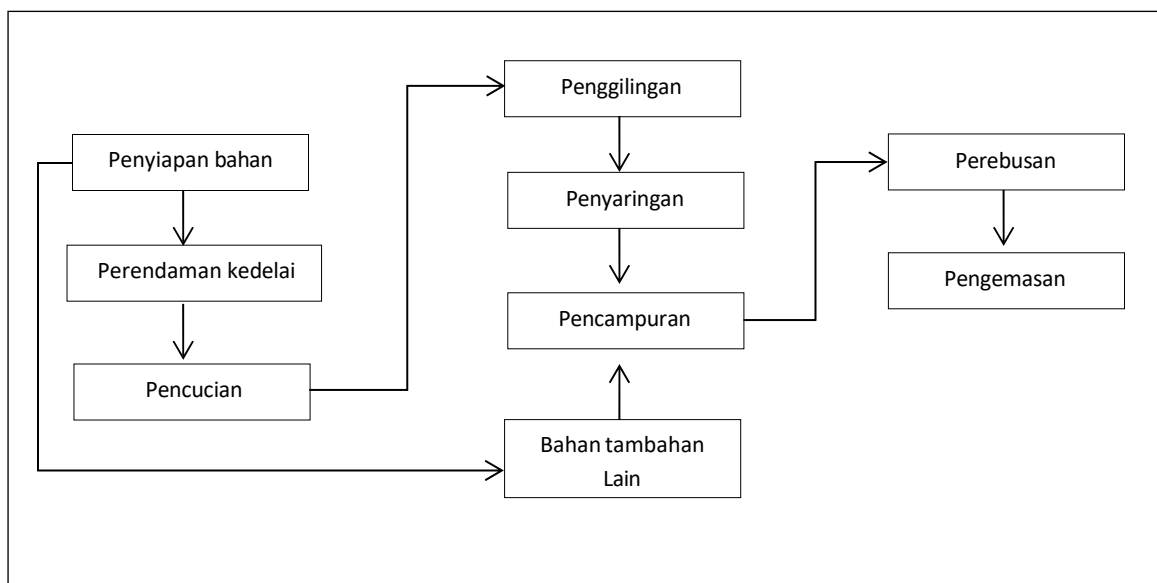 Penyiapan bahan
Perendaman kedelai
Pencucian
Penggilingan
Penyaringan
Pencampuran
Bahan tambahan
Lain
Perebusan
Pengemasan